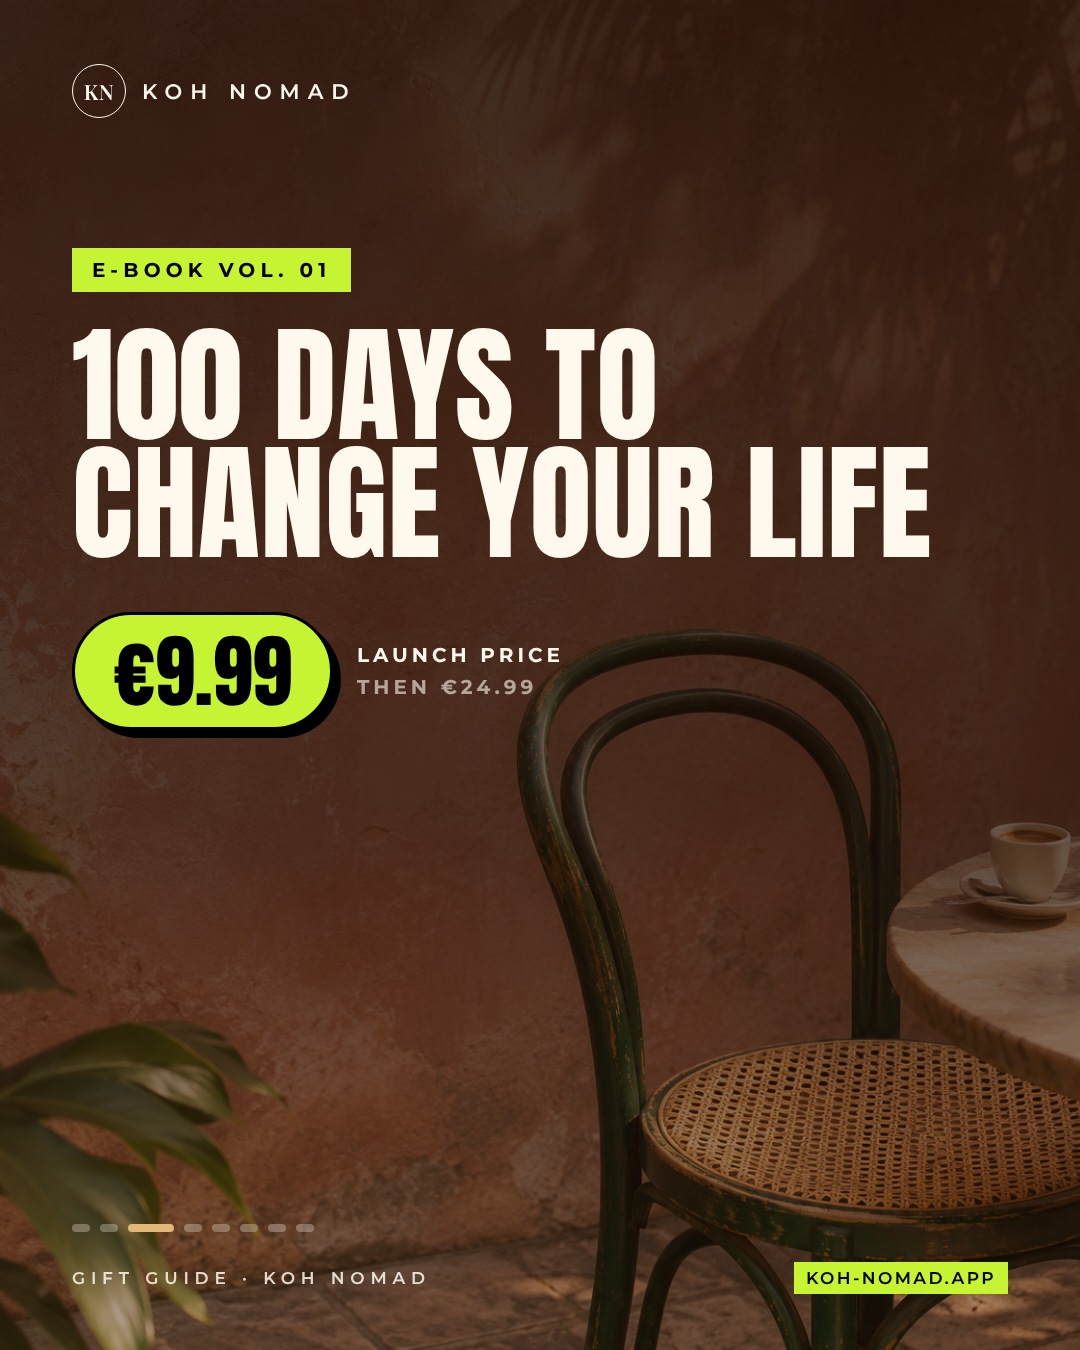 KN KOH NOMAD
E-BOOK VOL. 01
100 DAYS TO
CHANGE YOUR LIFE
€9.99
LAUNCH PRICE
THEN €24.99
GIFT GUIDE · KOH NOMAD
KOH-NOMAD.APP